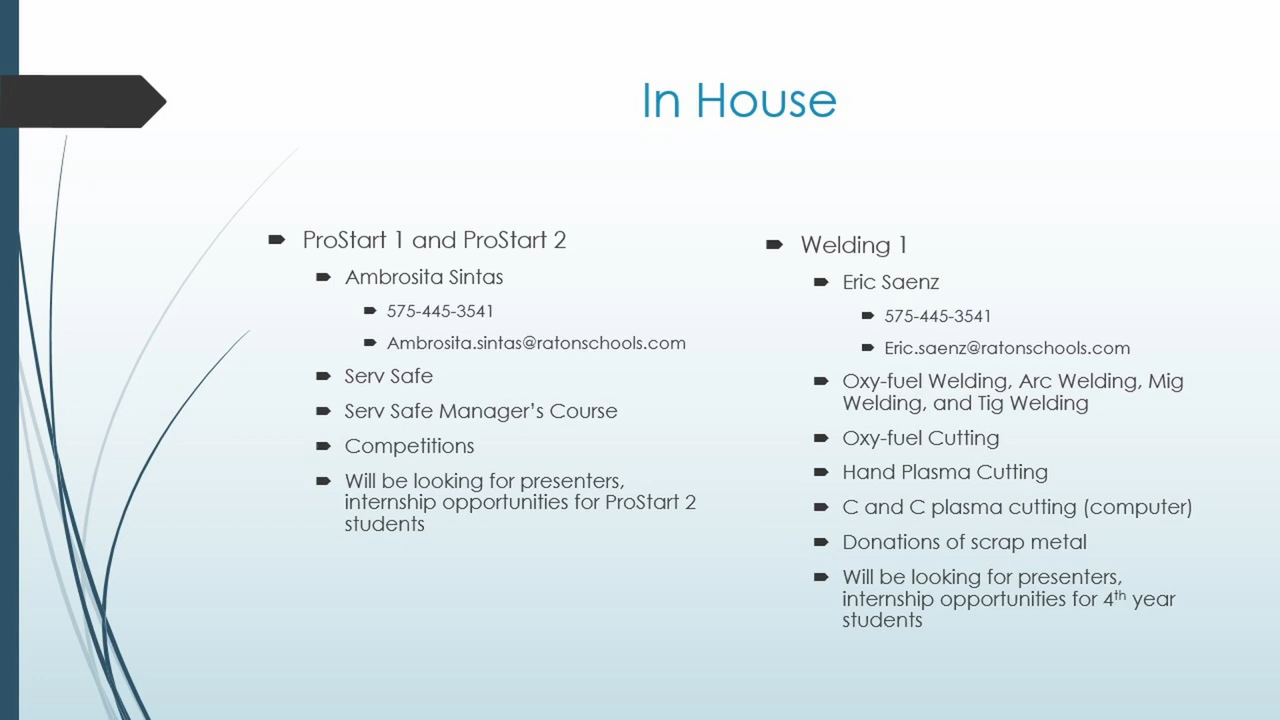 In House
ProStart 1 and ProStart 2
Ambrosita Sintas
575-445-3541
Ambrosita.sintas@ratonschools.com
Serv Safe
Serv Safe Manager's Course
Competitions
Will be looking for presenters,
internship opportunities for ProStart 2
students
Welding 1
Eric Saenz
575-445-3541
Eric.saenz@ratonschools.com
Oxy-fuel Welding, Arc Welding, Mig
Welding, and Tig Welding
Oxy-fuel Cutting
Hand Plasma Cutting
C and C plasma cutting (computer)
Donations of scrap metal
Will be looking for presenters,
internship opportunities for 4th year
students